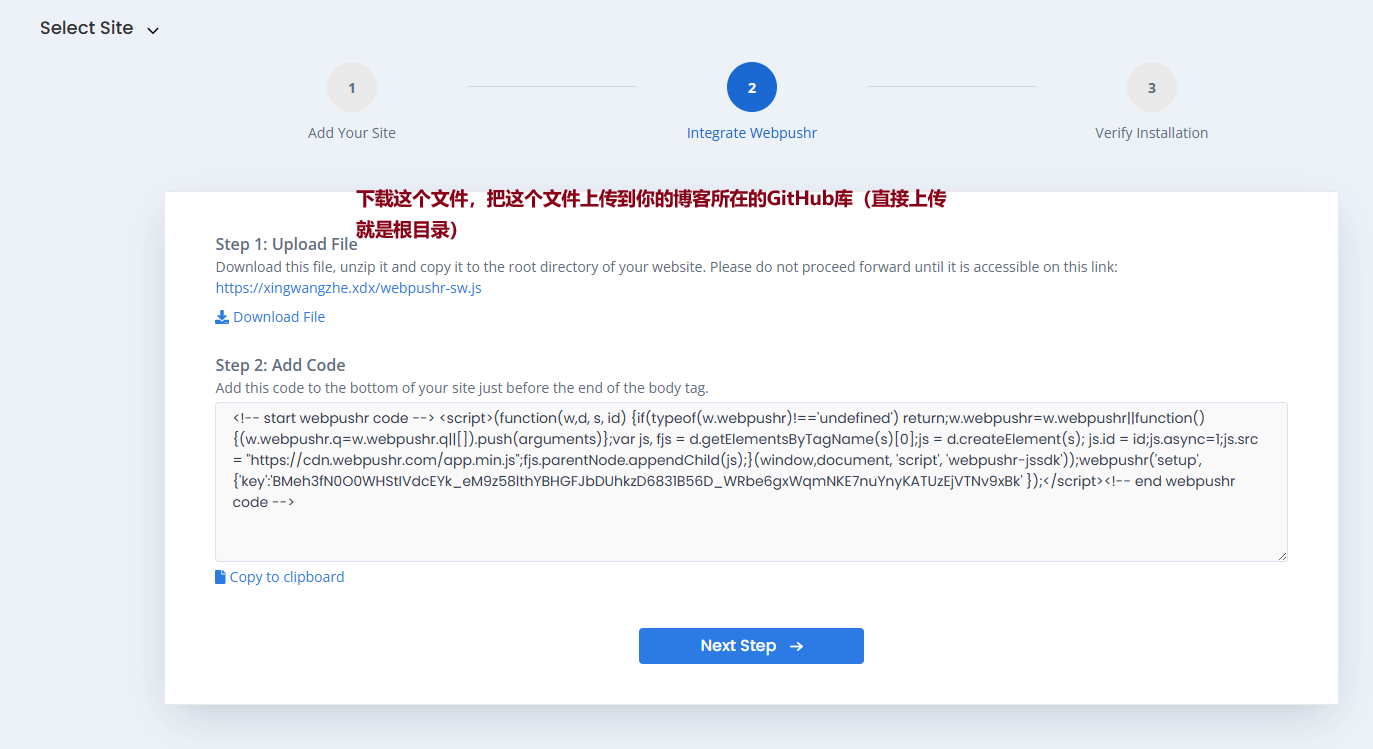 Select Site
1
2
3
Add Your Site
Integrate Webpushr
Verify Installation
下载这个文件，把这个文件上传到你的博客所在的GitHub库（直接上传
就是根目录）
Step 1: Upload File
Download this file, unzip it and copy it to the root directory of your website. Please do not proceed forward until it is accessible on this link:
https://xingwangzhe.xdx/webpushr-sw.js
Download File
Step 2: Add Code
Add this code to the bottom of your site just before the end of the body tag.
<!-- start webpushr code --> <script>(function(w,d, s, id) {if(typeof(w.webpushr)!=='undefined') return;w.webpushr=w.webpushr||function()
{(w.webpushr.q=w.webpushr.q||[]).push(arguments)};var js, fjs = d.getElementsByTagName(s)[0];js = d.createElement(s); js.id = id;js.async=1;js.src
= "https://cdn.webpushr.com/app.min.js";fjs.parentNode.appendChild(js);}(window,document, 'script', 'webpushr-jssdk'));webpushr('setup',
{'key':'BMeh3fN0O0WHStIVdcEYk_eM9z58lthYBHGFJbDUhkzD6831B56D_WRbe6gxWqmNKE7nuYnyKATUzEjVTNv9xBk' });</script><!-- end webpushr
code -->
Copy to clipboard
Next Step